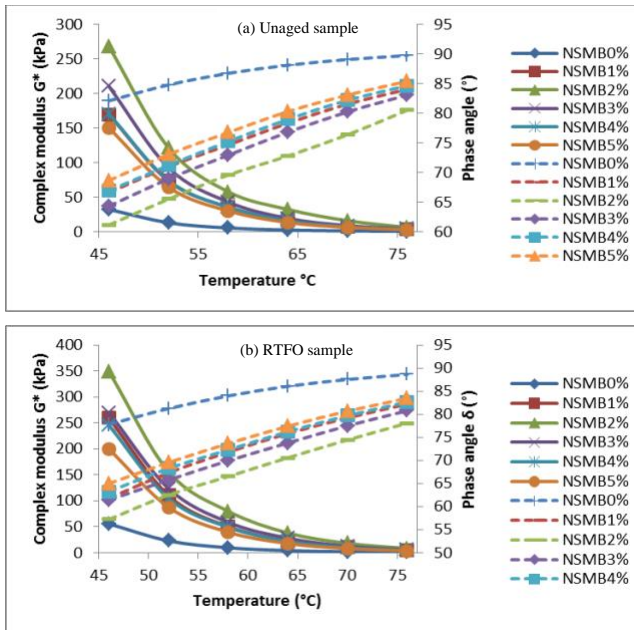 (a) Unaged sample
Complex modulus G* (kPa)
300
250
200
150
100
50
0
45
55
65
75
Temperature °C
95
90
85
80
75
70
65
60
Phase angle (°)
NSMB0%
NSMB1%
NSMB2%
NSMB3%
NSMB4%
NSMB5%
NSMB0%
NSMB1%
NSMB2%
NSMB3%
NSMB4%
NSMB5%
(b) RTFO sample
Complex modulus G* (kPa)
400
350
300
250
200
150
100
50
0
45
55
65
75
Temperature (°C)
95
90
85
80
75
70
65
60
55
50
Phase angle δ (°)
NSMB0%
NSMB1%
NSMB2%
NSMB3%
NSMB4%
NSMB5%
NSMB0%
NSMB1%
NSMB2%
NSMB3%
NSMB4%